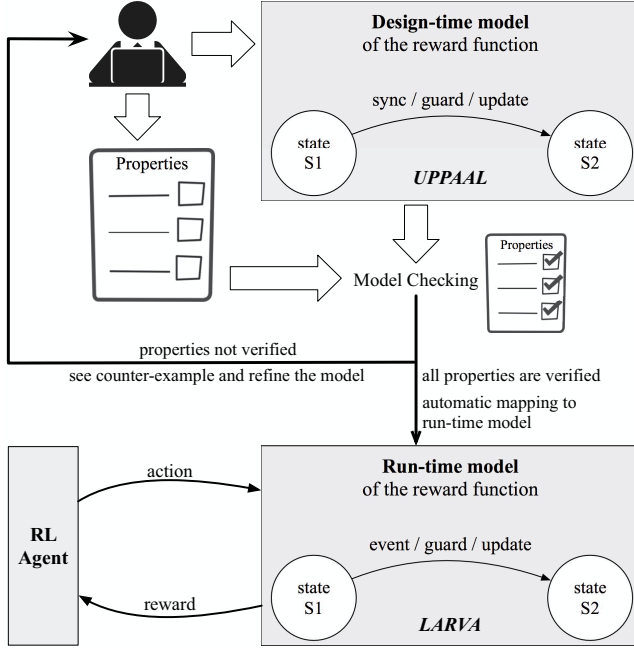 Design-time model
of the reward function
sync / guard / update
state
S1
state
S2
UPPAAL
Properties
Model Checking
Properties
properties not verified
see counter-example and refine the model
all properties are verified
automatic mapping to
run-time model
RL
Agent
action
reward
Run-time model
of the reward function
event / guard / update
state
S1
state
S2
LARVA